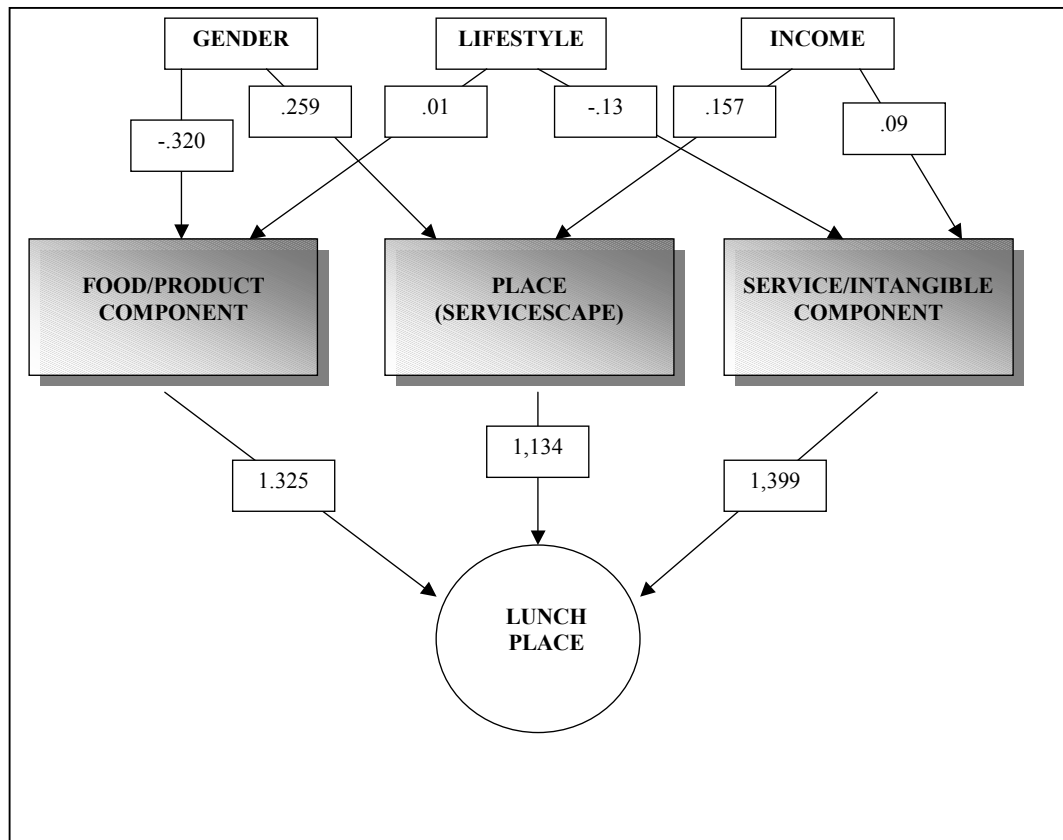 GENDER
LIFESTYLE
INCOME
.259
.01
-.13
.157
.09
-.320
FOOD/PRODUCT
COMPONENT
PLACE
(SERVICESCAPE)
SERVICE/INTANGIBLE
COMPONENT
1.325
1,134
1,399
LUNCH
PLACE